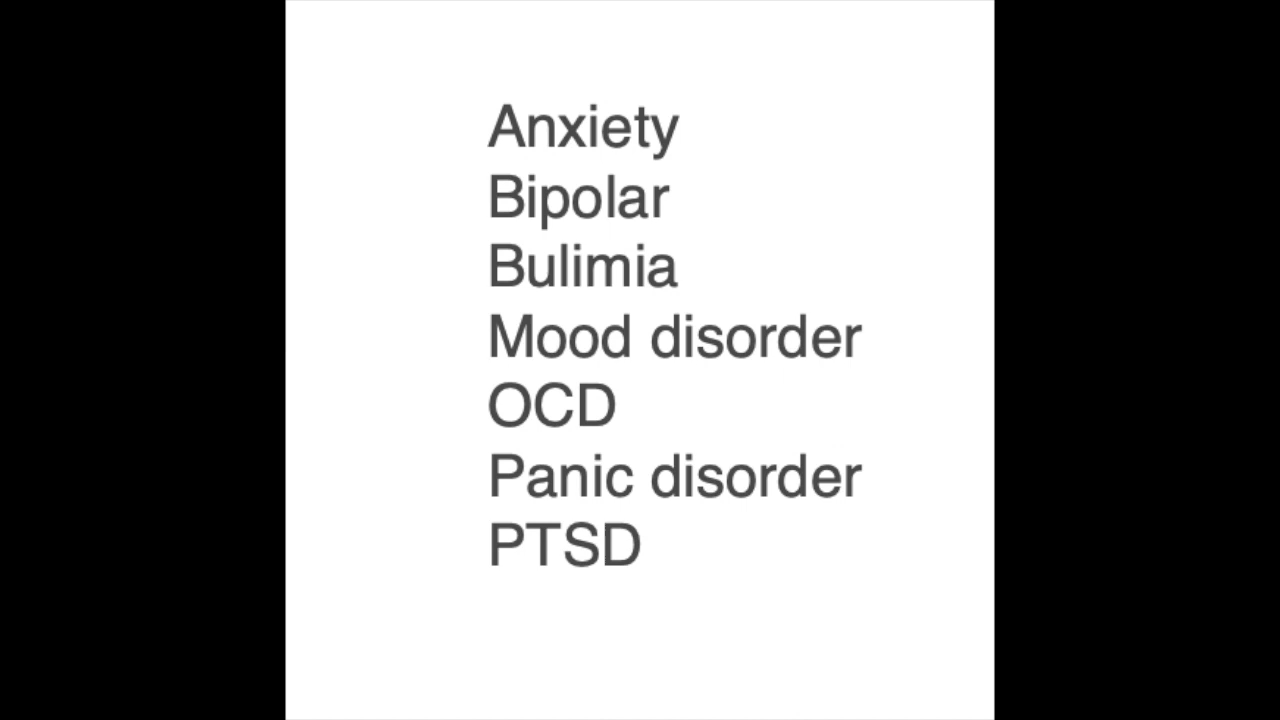 Anxiety
Bipolar
Bulimia
Mood disorder
OCD
Panic disorder
PTSD